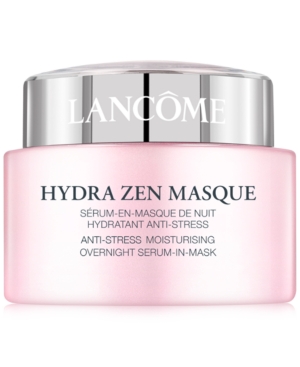 LANCÔME
HYDRA ZEN MASQUE
SÉRUM-EN-MASQUE DE NUIT
HYDRATANT ANTI-STRESS
ANTI-STRESS MOISTURISING
OVERNIGHT SERUM-IN-MASK